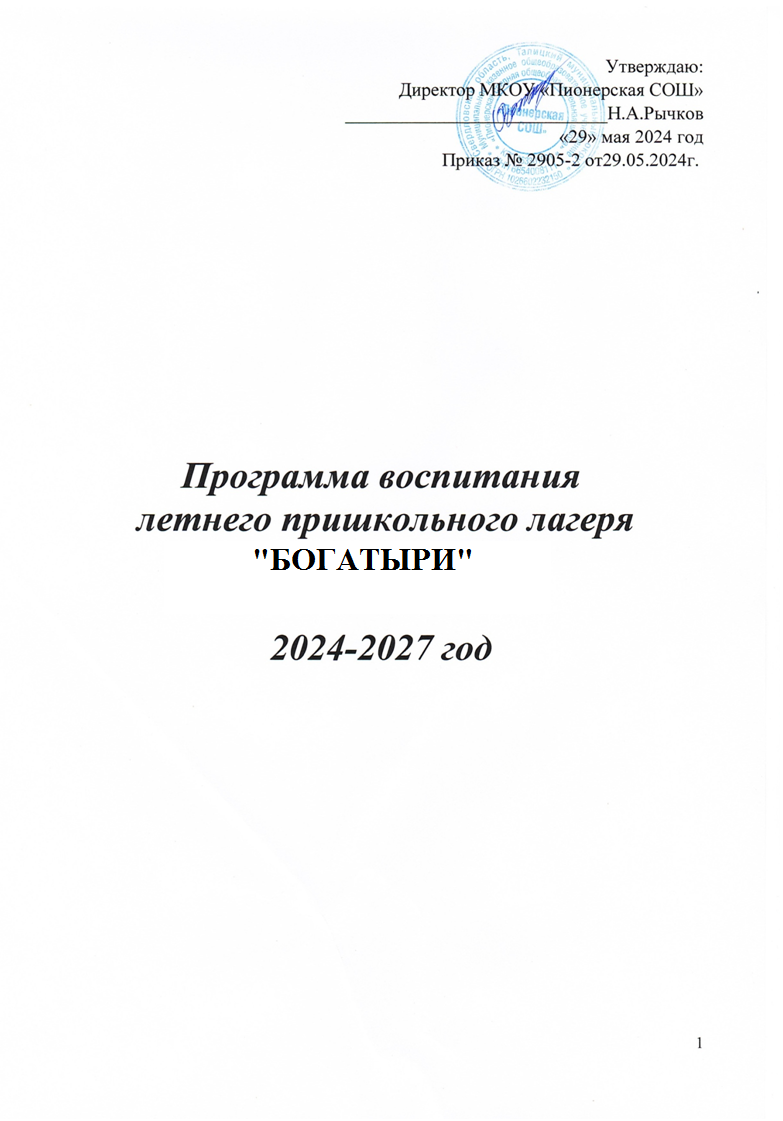 Утверждаю:
Директор МКОУ «Пионерская СОШ»
______________________________Н.А.Рычков
«29» мая 2024 год
Приказ № 2905-2 от29.05.2024г.
Программа воспитания
летнего пришкольного лагеря
"БОГАТЫРИ"
2024-2027 год
1